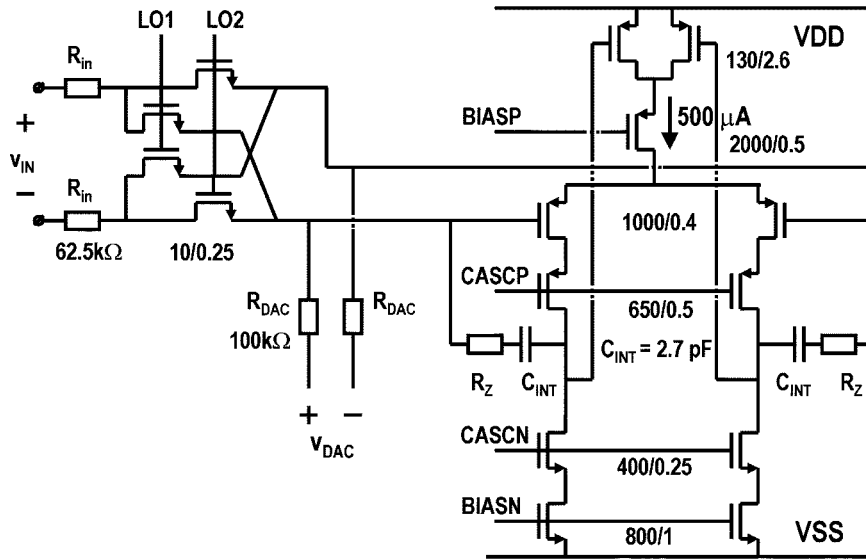 LO1 LO2
R_in
VDD
130/2.6
BIASP
500 μA
2000/0.5
+
v_IN
−
R_in
62.5kΩ
10/0.25
1000/0.4
CASCP
650/0.5
R_DAC
100kΩ
R_DAC
C_INT = 2.7 pF
R_Z
C_INT
C_INT
R_Z
+ −
v_DAC
CASCN
400/0.25
BIASN
800/1
VSS